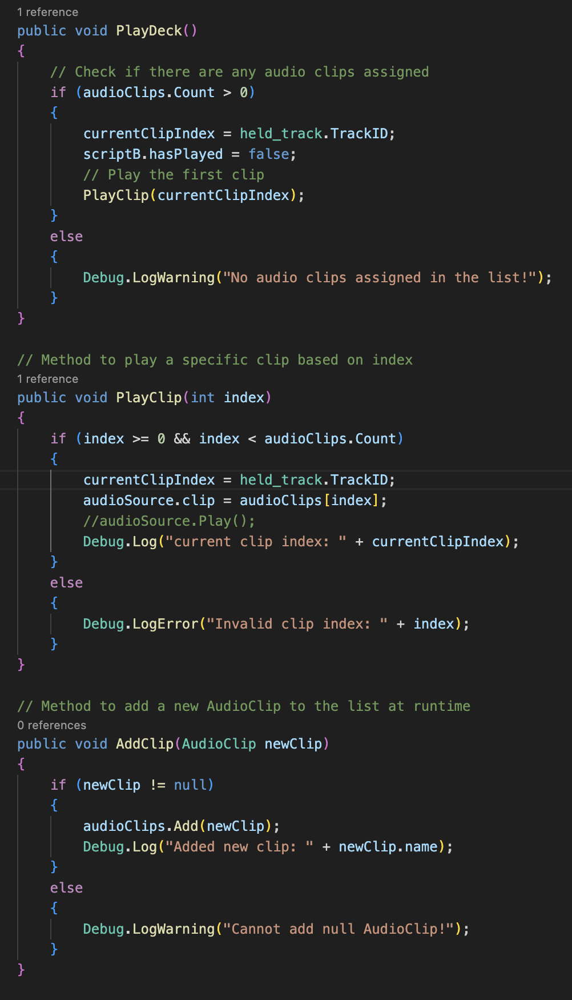 1 reference
public void PlayDeck()
{
// Check if there are any audio clips assigned
if (audioClips.Count > 0)
{
currentClipIndex = held_track.TrackID;
scriptB.hasPlayed = false;
// Play the first clip
PlayClip(currentClipIndex);
}
else
{
Debug.LogWarning("No audio clips assigned in the list!");
}
}
// Method to play a specific clip based on index
1 reference
public void PlayClip(int index)
{
if (index >= 0 && index < audioClips.Count)
{
currentClipIndex = held_track.TrackID;
audioSource.clip = audioClips[index];
//audioSource.Play();
Debug.Log("current clip index: " + currentClipIndex);
}
else
{
Debug.LogError("Invalid clip index: " + index);
}
}
// Method to add a new AudioClip to the list at runtime
0 references
public void AddClip(AudioClip newClip)
{
if (newClip != null)
{
audioClips.Add(newClip);
Debug.Log("Added new clip: " + newClip.name);
}
else
{
Debug.LogWarning("Cannot add null AudioClip!");
}
}